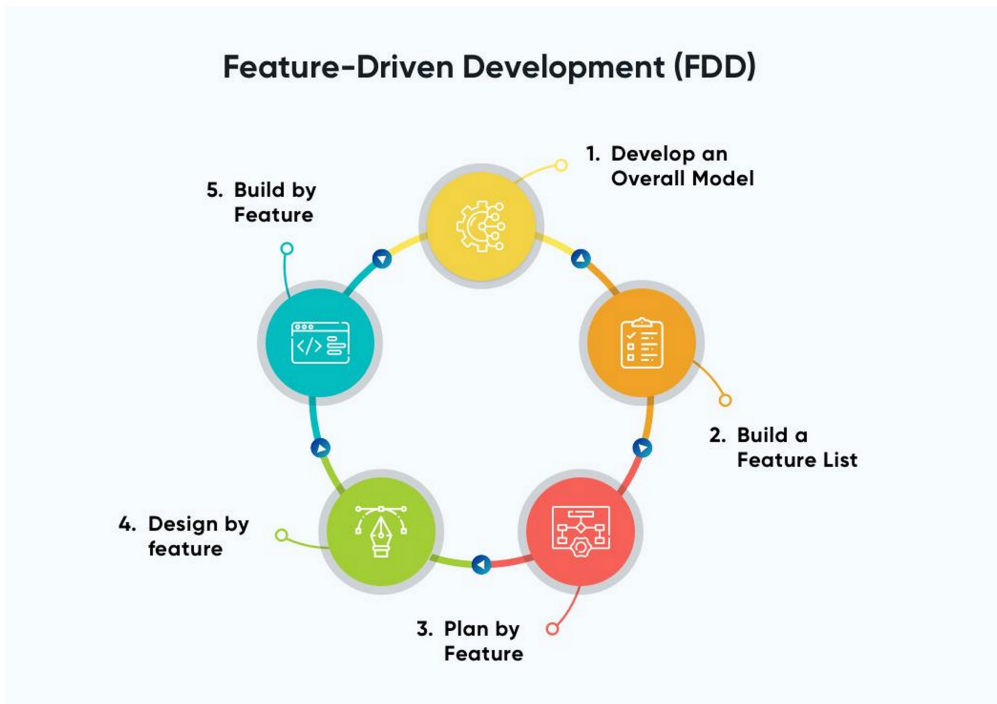 Feature-Driven Development (FDD)
1. Develop an
Overall Model
2. Build a
Feature List
3. Plan by
Feature
4. Design by
feature
5. Build by
Feature